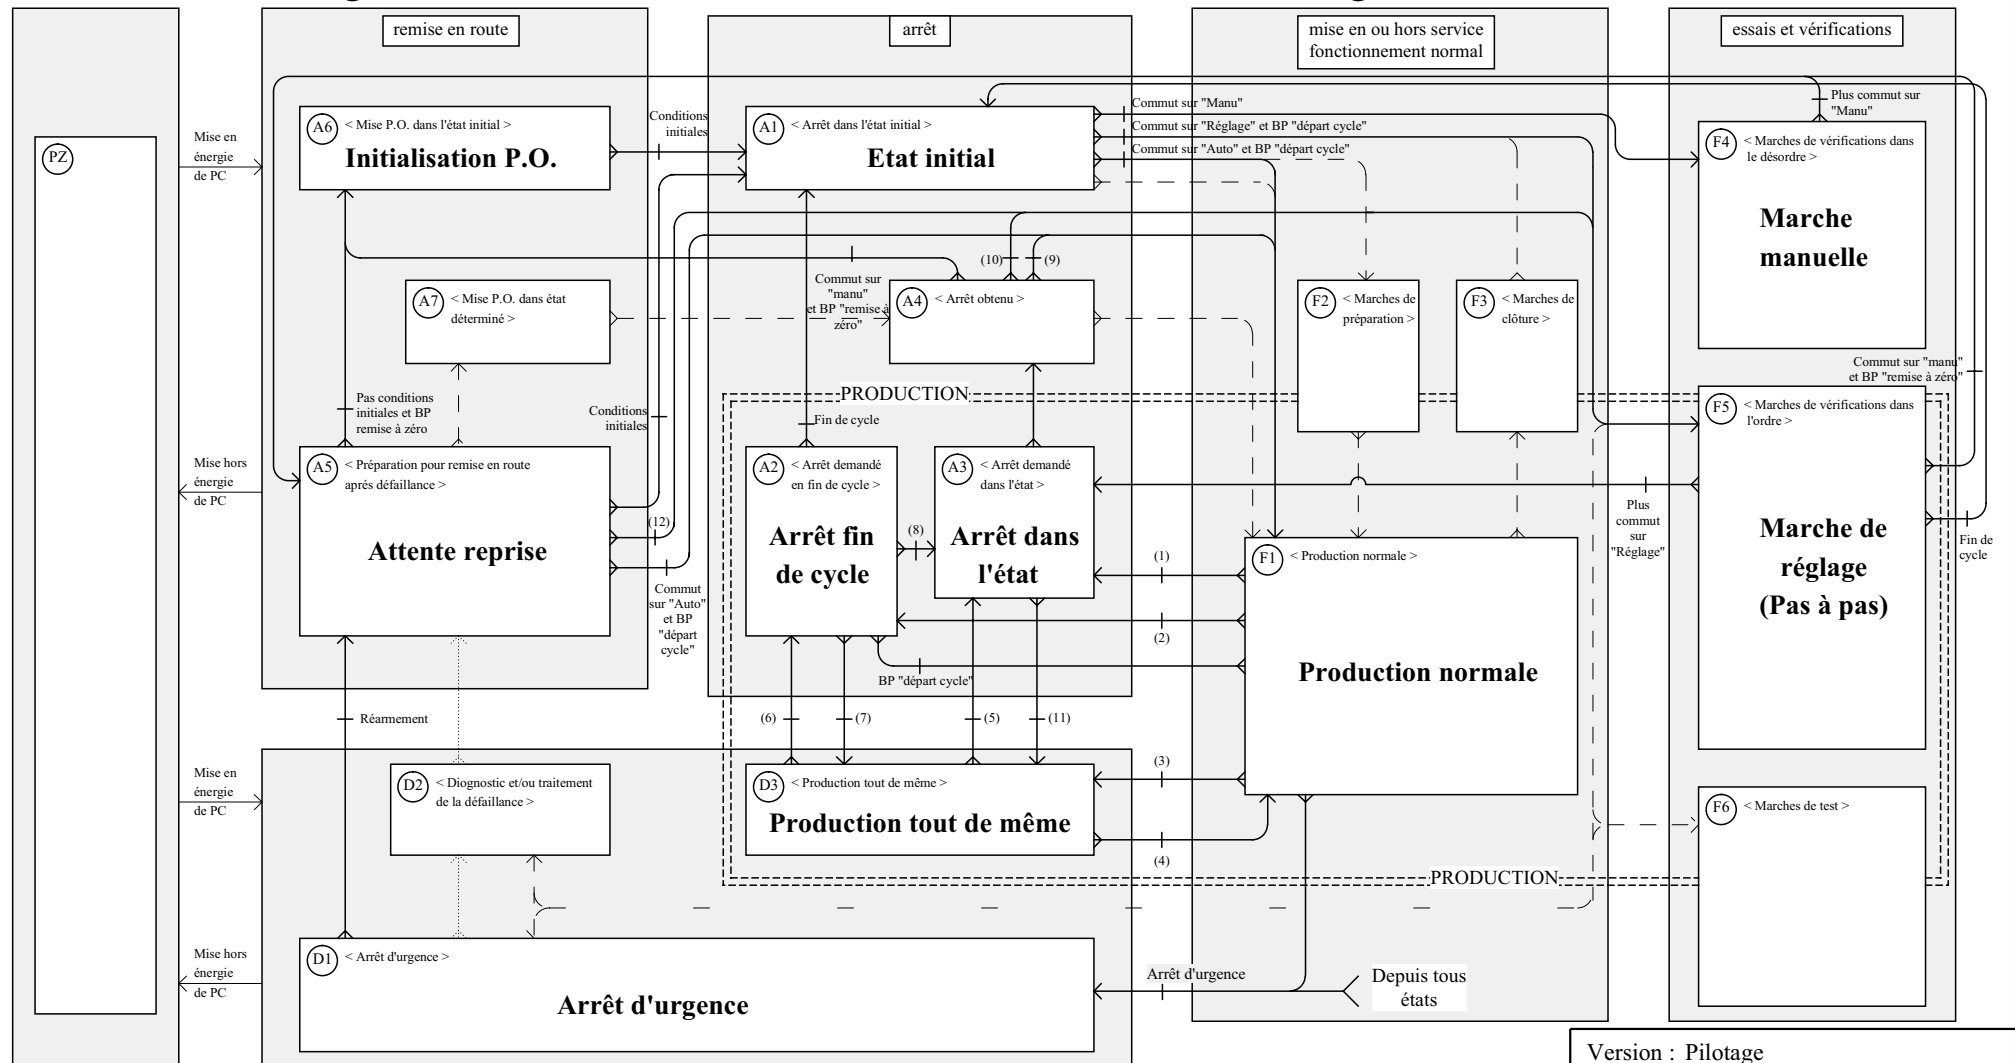 remise en route
arrêt
mise en ou hors service
fonctionnement normal
essais et vérifications
PZ
Mise en
énergie
de PC
Mise hors
énergie
de PC
Mise en
énergie
de PC
Mise hors
énergie
de PC
A6
< Mise P.O. dans l'état initial >
Initialisation P.O.
Conditions
initiales
A1
< Arrêt dans l'état initial >
Etat initial
Commut sur "Manu"
Commut sur "Réglage" et BP "départ cycle"
Commut sur "Auto" et BP "départ cycle"
Plus commut sur
"Manu"
F4
< Marches de vérifications dans
le désordre >
Marche
manuelle
A7
< Mise P.O. dans état
déterminé >
Commut sur
"manu"
et BP "remise à
zéro"
(10)
(9)
A4
< Arrêt obtenu >
F2
< Marches de
préparation >
F3
< Marches de
clôture >
Commut sur "manu"
et BP "remise à zéro"
PRODUCTION
Pas conditions
initiales et BP
remise à zéro
Conditions
initiales
Fin de cycle
A5
< Préparation pour remise en route
aprés défaillance >
Attente reprise
(12)
Commut
sur "Auto"
et BP
"départ
cycle"
A2
< Arrêt demandé
en fin de cycle >
Arrêt fin
de cycle
(8)
A3
< Arrêt demandé
dans l'état >
Arrêt dans
l'état
(1)
(2)
BP "départ cycle"
F1
< Production normale >
Production normale
F5
< Marches de vérifications dans
l'ordre >
Marche de
réglage
(Pas à pas)
Plus
commut
sur
"Réglage"
Fin de
cycle
Réarmement
(6)
(7)
(5)
(11)
(3)
(4)
D2
< Diagnostic et/ou traitement
de la défaillance >
D3
< Production tout de même >
Production tout de même
F6
< Marches de test >
PRODUCTION
D1
< Arrêt d'urgence >
Arrêt d'urgence
Arrêt d'urgence
Depuis tous
états
Version : Pilotage